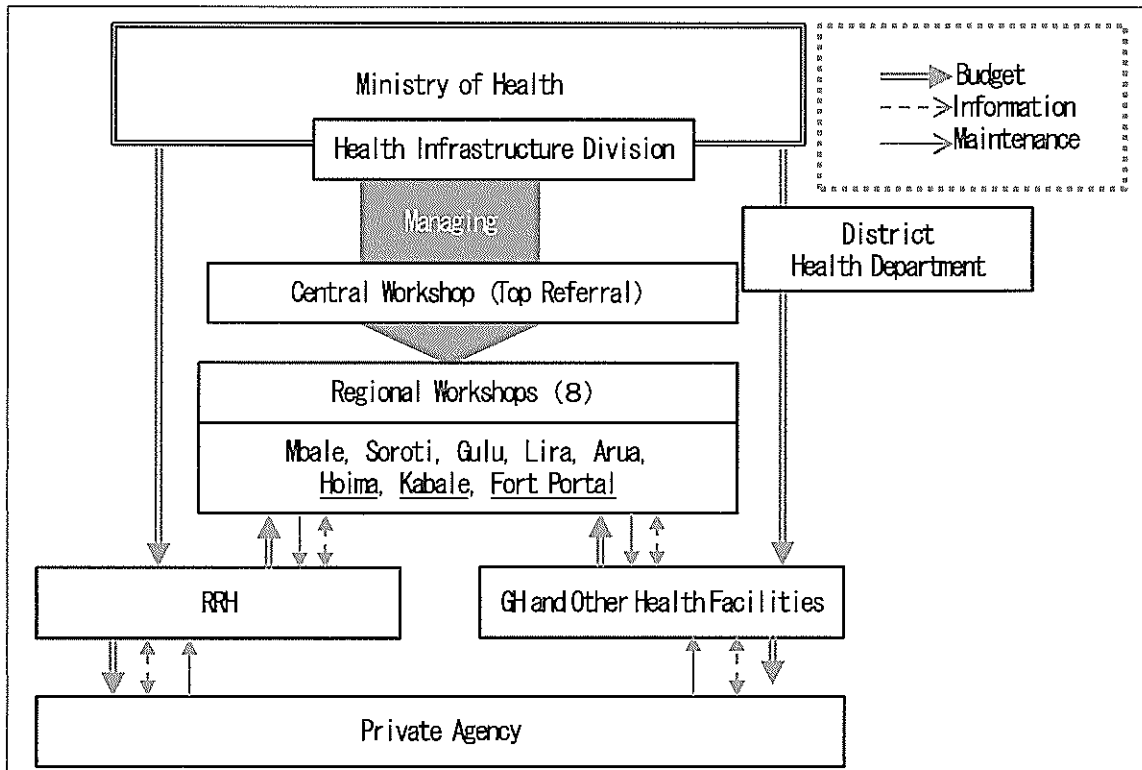 Ministry of Health
Health Infrastructure Division
Budget
Information
Maintenance
Managing
District
Health Department
Central Workshop (Top Referral)
Regional Workshops (8)
Mbale, Soroti, Gulu, Lira, Arua,
Hoima, Kabale, Fort Portal
RRH
GH and Other Health Facilities
Private Agency